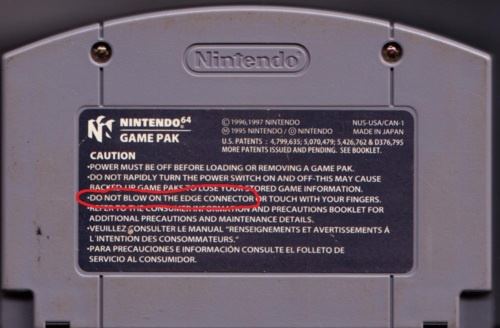 Nintendo
NINTENDO64
GAME PAK
©1996,1997 NINTENDO
Ⓜ1995 NINTENDO / Ⓓ NINTENDO
NUS-USA/CAN-1
MADE IN JAPAN
U.S. PATENTS : 4,799,635; 5,070,479; 5,426,762 & D376,795
MORE PATENTS ISSUED AND PENDING. SEE BOOKLET.
CAUTION
•POWER MUST BE OFF BEFORE LOADING OR REMOVING A GAME PAK.
•DO NOT RAPIDLY TURN THE POWER SWITCH ON AND OFF-THIS MAY CAUSE
BACKED-UP GAME PAKS TO LOSE YOUR STORED GAME INFORMATION.
•DO NOT BLOW ON THE EDGE CONNECTOR OR TOUCH WITH YOUR FINGERS.
•REFER TO THE CONSUMER INFORMATION AND PRECAUTIONS BOOKLET FOR
ADDITIONAL PRECAUTIONS AND MAINTENANCE DETAILS.
•VEUILLEZ CONSULTER LE MANUEL "RENSEIGNEMENTS ET AVERTISSEMENTS À
L'INTENTION DES CONSOMMATEURS."
•PARA PRECAUCIONES E INFORMACIÓN CONSULTE EL FOLLETO DE
SERVICIO AL CONSUMIDOR.